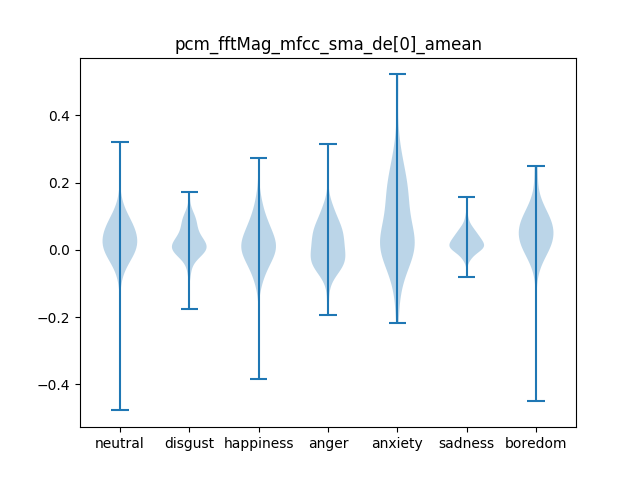 pcm_fftMag_mfcc_sma_de[0]_amean
0.4
0.2
0.0
−0.2
−0.4
neutral disgust happiness anger anxiety sadness boredom